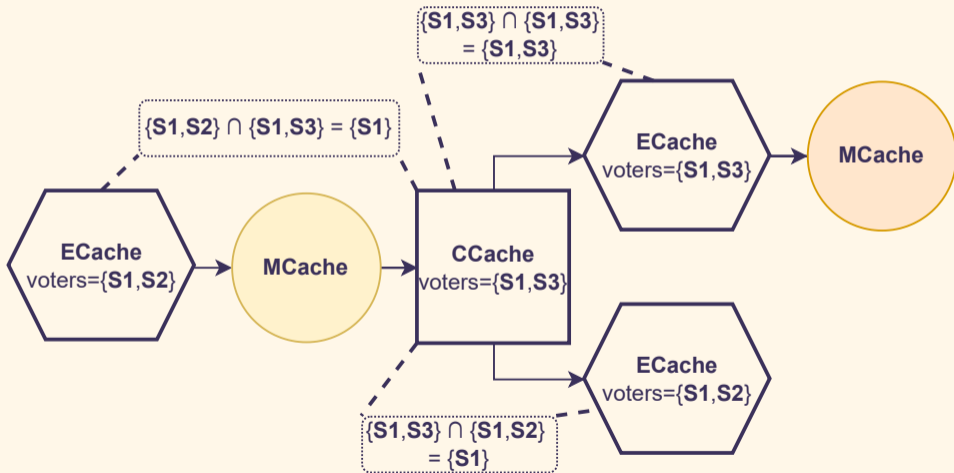 {S1,S3} ∩ {S1,S3}
= {S1,S3}
{S1,S2} ∩ {S1,S3} = {S1}
ECache
voters={S1,S3}
MCache
ECache
voters={S1,S2}
MCache
CCache
voters={S1,S3}
ECache
voters={S1,S2}
{S1,S3} ∩ {S1,S2}
= {S1}